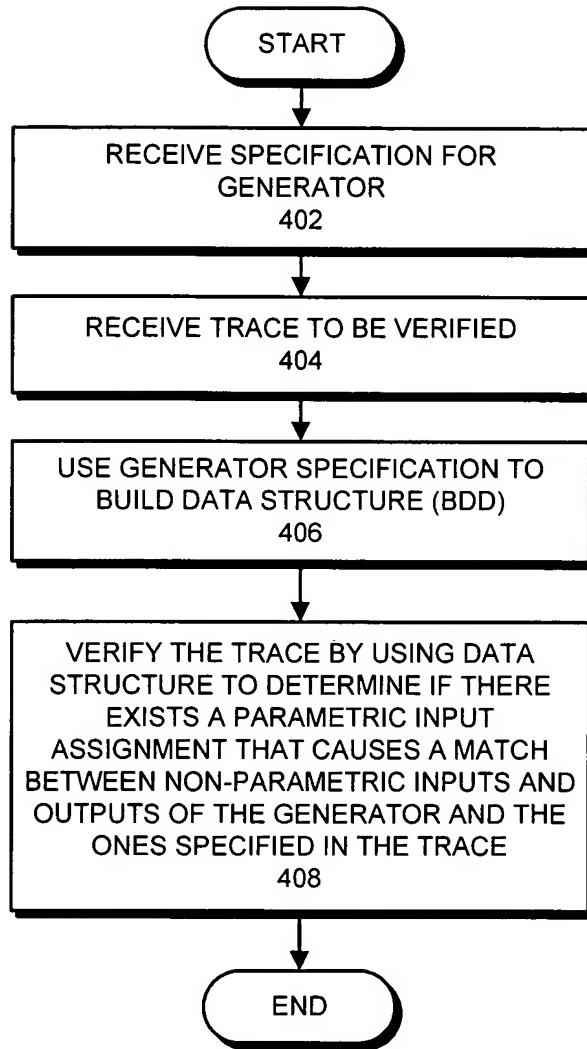 START
RECEIVE SPECIFICATION FOR
GENERATOR
402
RECEIVE TRACE TO BE VERIFIED
404
USE GENERATOR SPECIFICATION TO
BUILD DATA STRUCTURE (BDD)
406
VERIFY THE TRACE BY USING DATA
STRUCTURE TO DETERMINE IF THERE
EXISTS A PARAMETRIC INPUT
ASSIGNMENT THAT CAUSES A MATCH
BETWEEN NON-PARAMETRIC INPUTS AND
OUTPUTS OF THE GENERATOR AND THE
ONES SPECIFIED IN THE TRACE
408
END